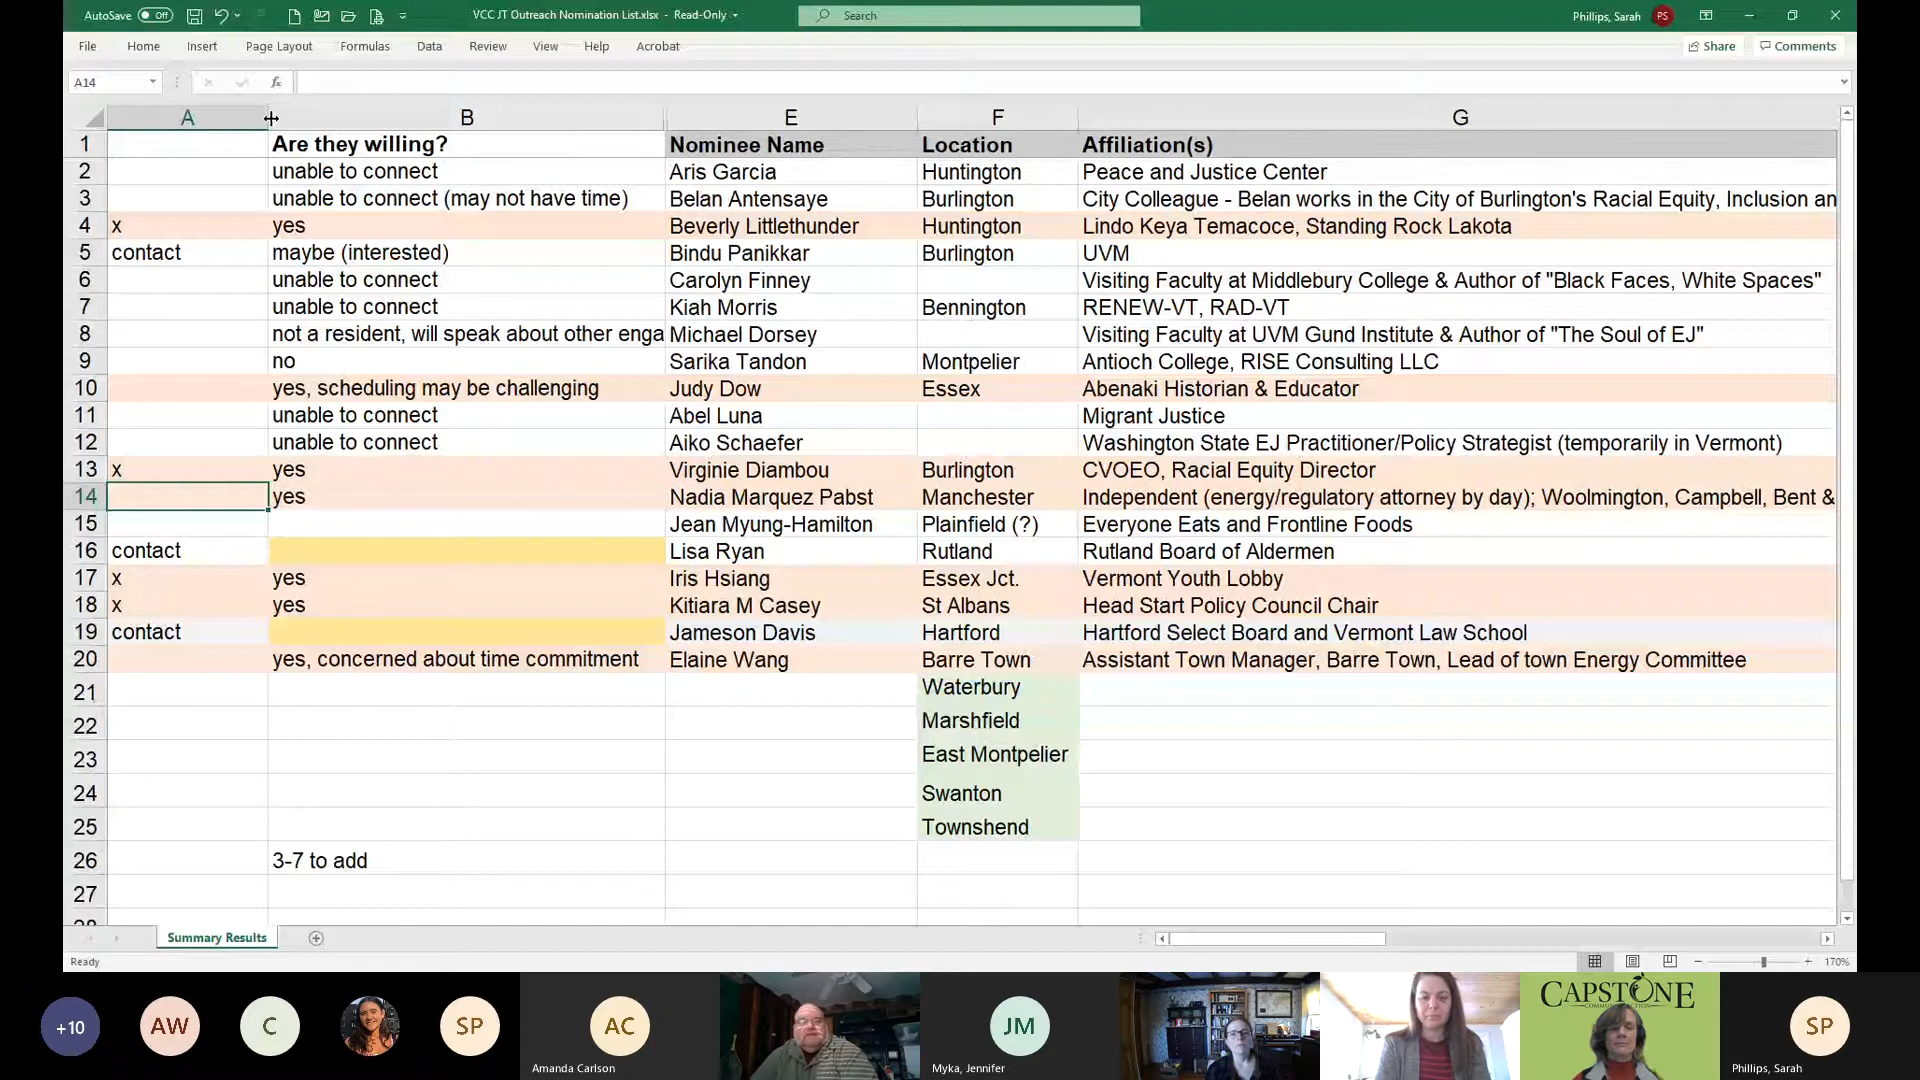 AutoSave Off VCC JT Outreach Nomination List.xlsx - Read-Only Search Phillips, Sarah PS
File Home Insert Page Layout Formulas Data Review View Help Acrobat Share Comments
A14 fx
A B E F G
1 Are they willing? Nominee Name Location Affiliation(s)
2 unable to connect Aris Garcia Huntington Peace and Justice Center
3 unable to connect (may not have time) Belan Antensaye Burlington City Colleague - Belan works in the City of Burlington's Racial Equity, Inclusion an
4 x yes Beverly Littlethunder Huntington Lindo Keya Temacoce, Standing Rock Lakota
5 contact maybe (interested) Bindu Panikkar Burlington UVM
6 unable to connect Carolyn Finney Visiting Faculty at Middlebury College & Author of "Black Faces, White Spaces"
7 unable to connect Kiah Morris Bennington RENEW-VT, RAD-VT
8 not a resident, will speak about other enga Michael Dorsey Visiting Faculty at UVM Gund Institute & Author of "The Soul of EJ"
9 no Sarika Tandon Montpelier Antioch College, RISE Consulting LLC
10 yes, scheduling may be challenging Judy Dow Essex Abenaki Historian & Educator
11 unable to connect Abel Luna Migrant Justice
12 unable to connect Aiko Schaefer Washington State EJ Practitioner/Policy Strategist (temporarily in Vermont)
13 x yes Virginie Diambou Burlington CVOEO, Racial Equity Director
14 yes Nadia Marquez Pabst Manchester Independent (energy/regulatory attorney by day); Woolmington, Campbell, Bent &
15 Jean Myung-Hamilton Plainfield (?) Everyone Eats and Frontline Foods
16 contact Lisa Ryan Rutland Rutland Board of Aldermen
17 x yes Iris Hsiang Essex Jct. Vermont Youth Lobby
18 x yes Kitiara M Casey St Albans Head Start Policy Council Chair
19 contact Jameson Davis Hartford Hartford Select Board and Vermont Law School
20 yes, concerned about time commitment Elaine Wang Barre Town Assistant Town Manager, Barre Town, Lead of town Energy Committee
21 Waterbury
22 Marshfield
23 East Montpelier
24 Swanton
25 Townshend
26 3-7 to add
27
28
Summary Results
Ready 170%
+10 AW C SP AC JM CAPSTONE SP
Amanda Carlson Myka, Jennifer Phillips, Sarah